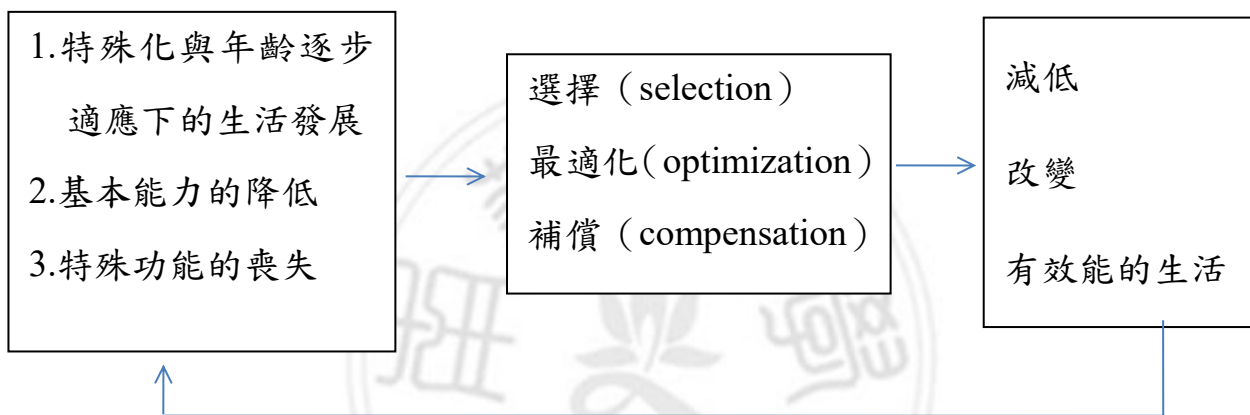 1.特殊化與年齡逐步
適應下的生活發展
2.基本能力的降低
3.特殊功能的喪失
選擇（selection）
最適化(optimization）
補償（compensation）
減低
改變
有效能的生活